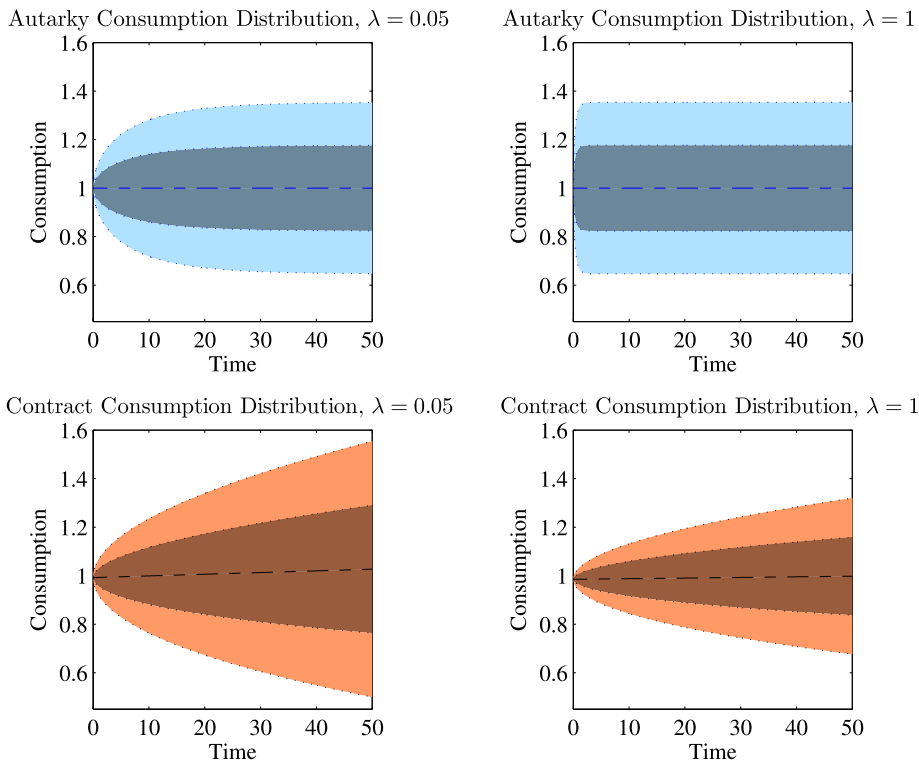 Autarky Consumption Distribution, λ = 0.05
1.6
1.4
1.2
1
0.8
0.6
Consumption
0 10 20 30 40 50
Time
Autarky Consumption Distribution, λ = 1
1.6
1.4
1.2
1
0.8
0.6
Consumption
0 10 20 30 40 50
Time
Contract Consumption Distribution, λ = 0.05
1.6
1.4
1.2
1
0.8
0.6
Consumption
0 10 20 30 40 50
Time
Contract Consumption Distribution, λ = 1
1.6
1.4
1.2
1
0.8
0.6
Consumption
0 10 20 30 40 50
Time